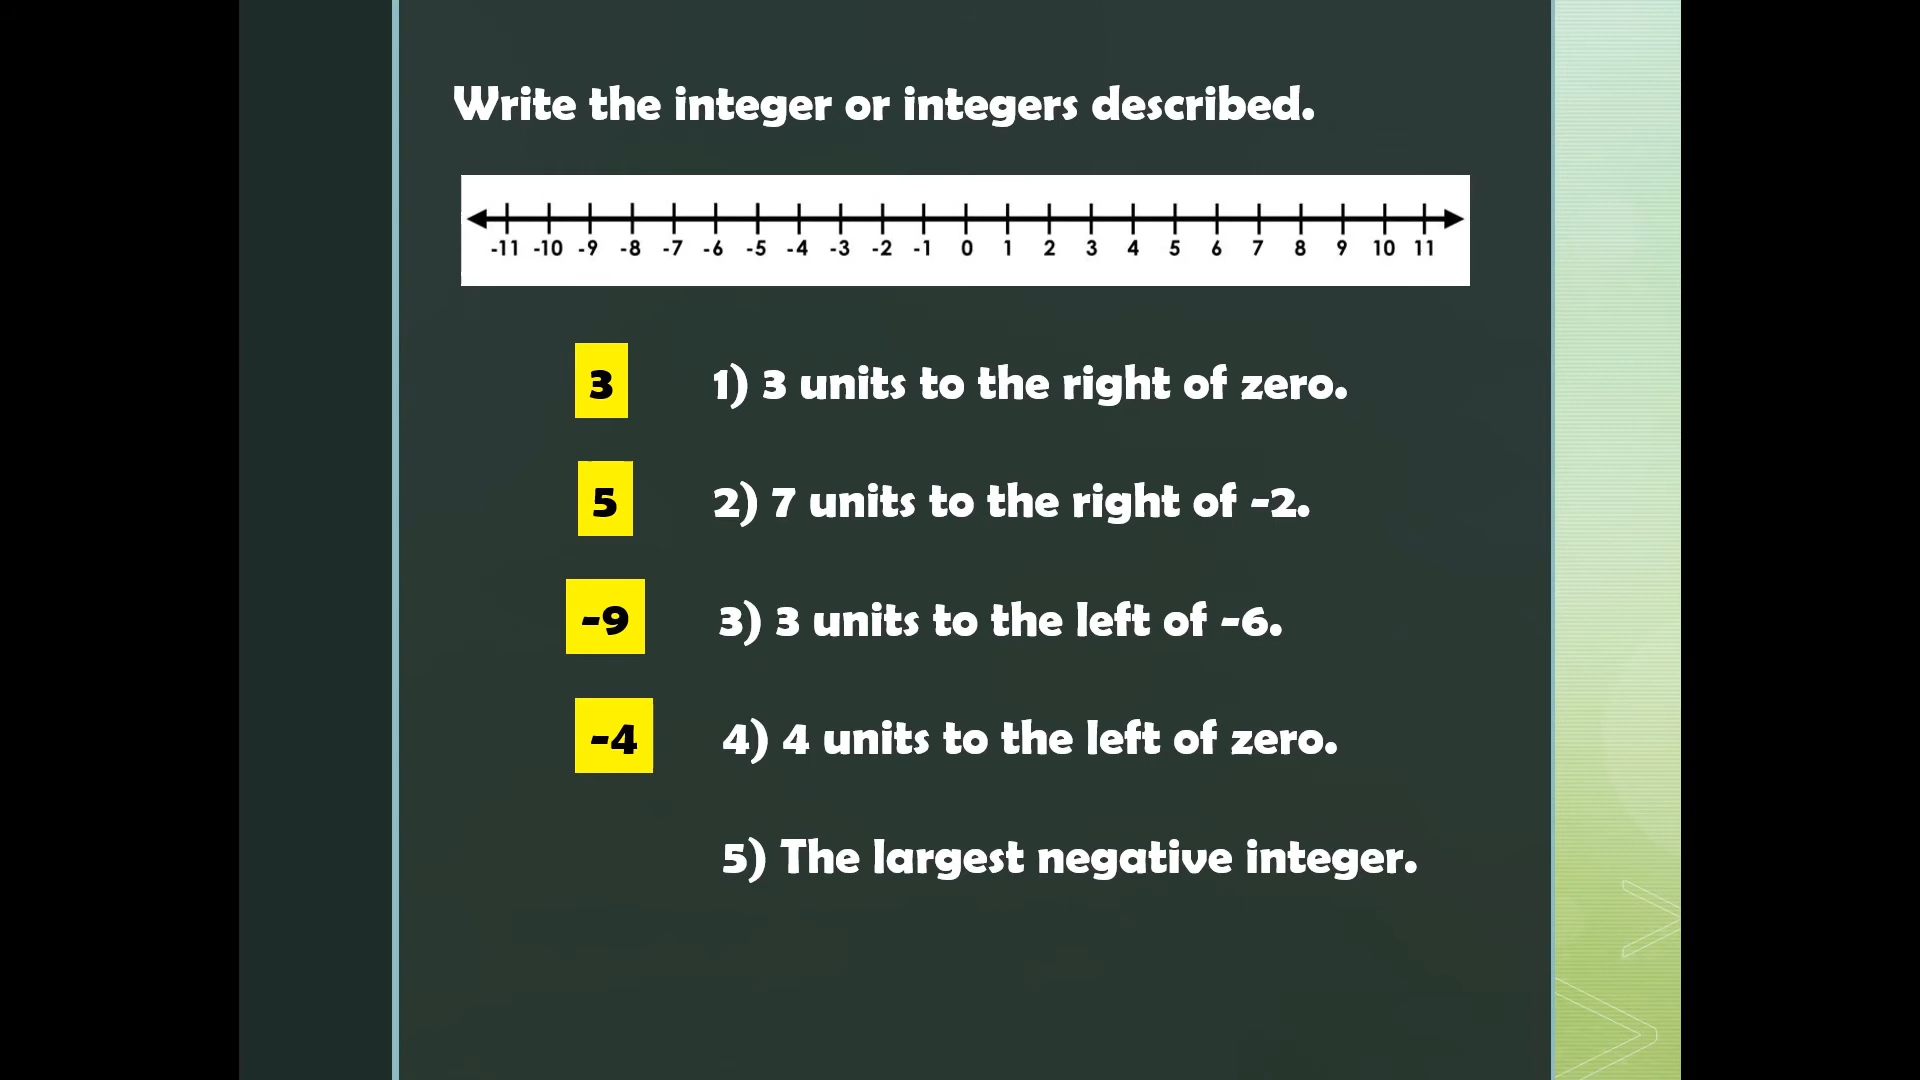 Write the integer or integers described.
-11 -10 -9 -8 -7 -6 -5 -4 -3 -2 -1 0 1 2 3 4 5 6 7 8 9 10 11
3 1) 3 units to the right of zero.
5 2) 7 units to the right of -2.
-9 3) 3 units to the left of -6.
-4 4) 4 units to the left of zero.
5) The largest negative integer.